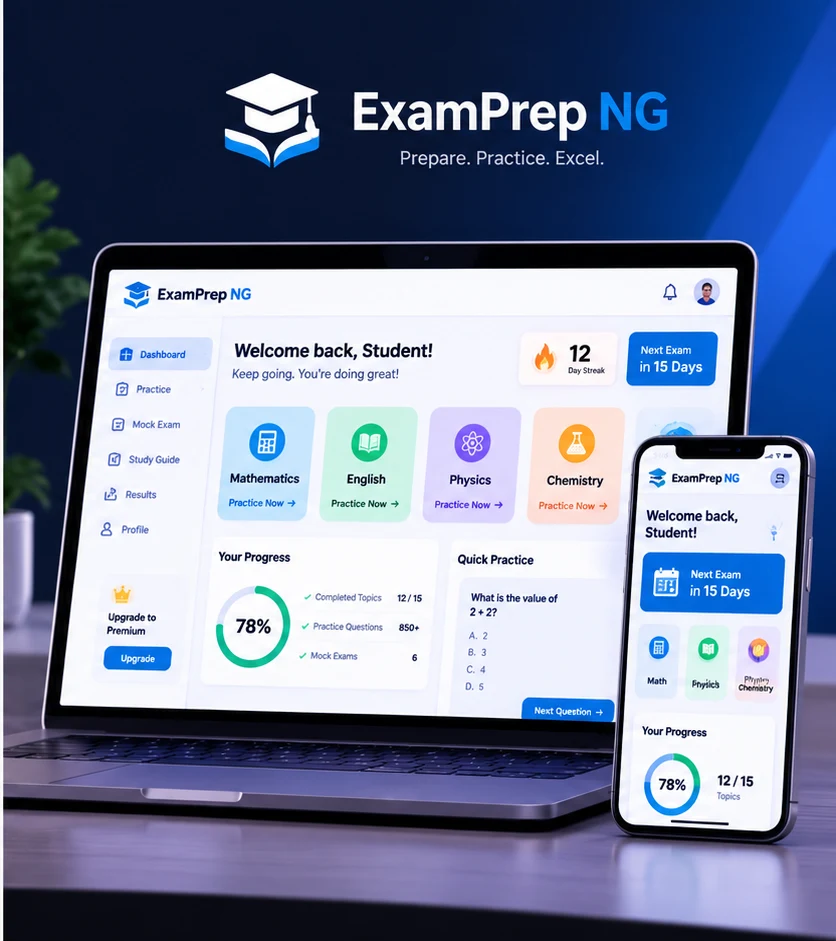 ExamPrep NG
Prepare. Practice. Excel.
ExamPrep NG
Dashboard
Practice
Mock Exam
Study Guide
Results
Profile
Upgrade to
Premium
Upgrade
Welcome back, Student!
Keep going. You're doing great!
12
Day Streak
Next Exam
in 15 Days
Mathematics
Practice Now →
English
Practice Now →
Physics
Practice Now →
Chemistry
Practice Now →
Your Progress
78%
Completed Topics 12 / 15
Practice Questions 850+
Mock Exams 6
Quick Practice
What is the value of
2 + 2?
A. 2
B. 3
C. 4
D. 5
Next Question →
ExamPrep NG
Welcome back,
Student!
Next Exam
in 15 Days
Math
Physics
Chemistry
Your Progress
78%
12 / 15
Topics